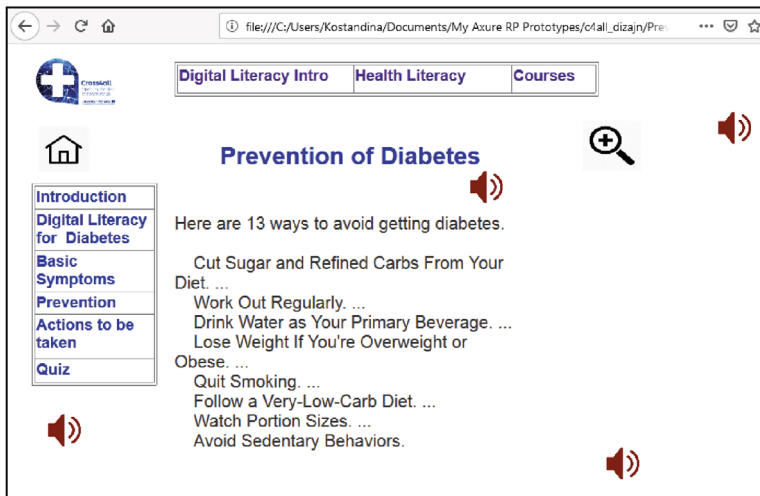 file:///C:/Users/Kostandina/Documents/My Axure RP Prototypes/c4all_dizajn/Prev
Cross4all
Digital Literacy Intro Health Literacy Courses
Prevention of Diabetes
Introduction
Digital Literacy
for Diabetes
Basic
Symptoms
Prevention
Actions to be
taken
Quiz
Here are 13 ways to avoid getting diabetes.
Cut Sugar and Refined Carbs From Your
Diet. ...
Work Out Regularly. ...
Drink Water as Your Primary Beverage. ...
Lose Weight If You're Overweight or
Obese. ...
Quit Smoking. ...
Follow a Very-Low-Carb Diet. ...
Watch Portion Sizes. ...
Avoid Sedentary Behaviors.